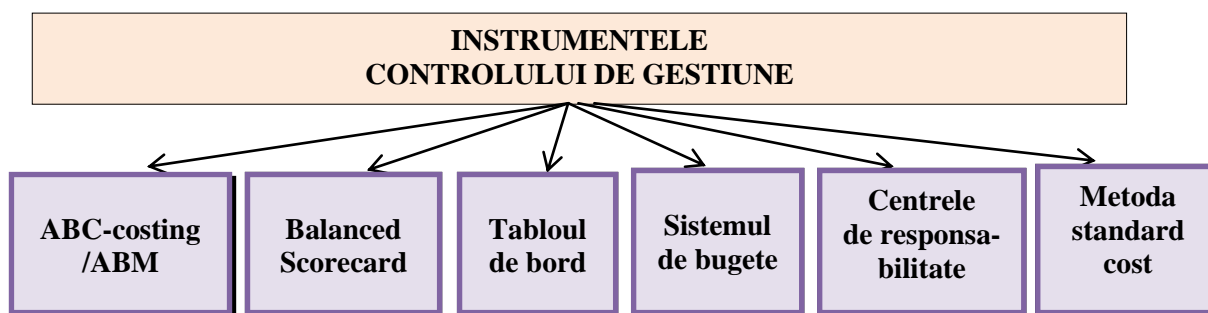 INSTRUMENTELE
CONTROLULUI DE GESTIUNE
ABC-costing
/ABM
Balanced
Scorecard
Tabloul
de bord
Sistemul
de bugete
Centrele
de responsa-
bilitate
Metoda
standard
cost